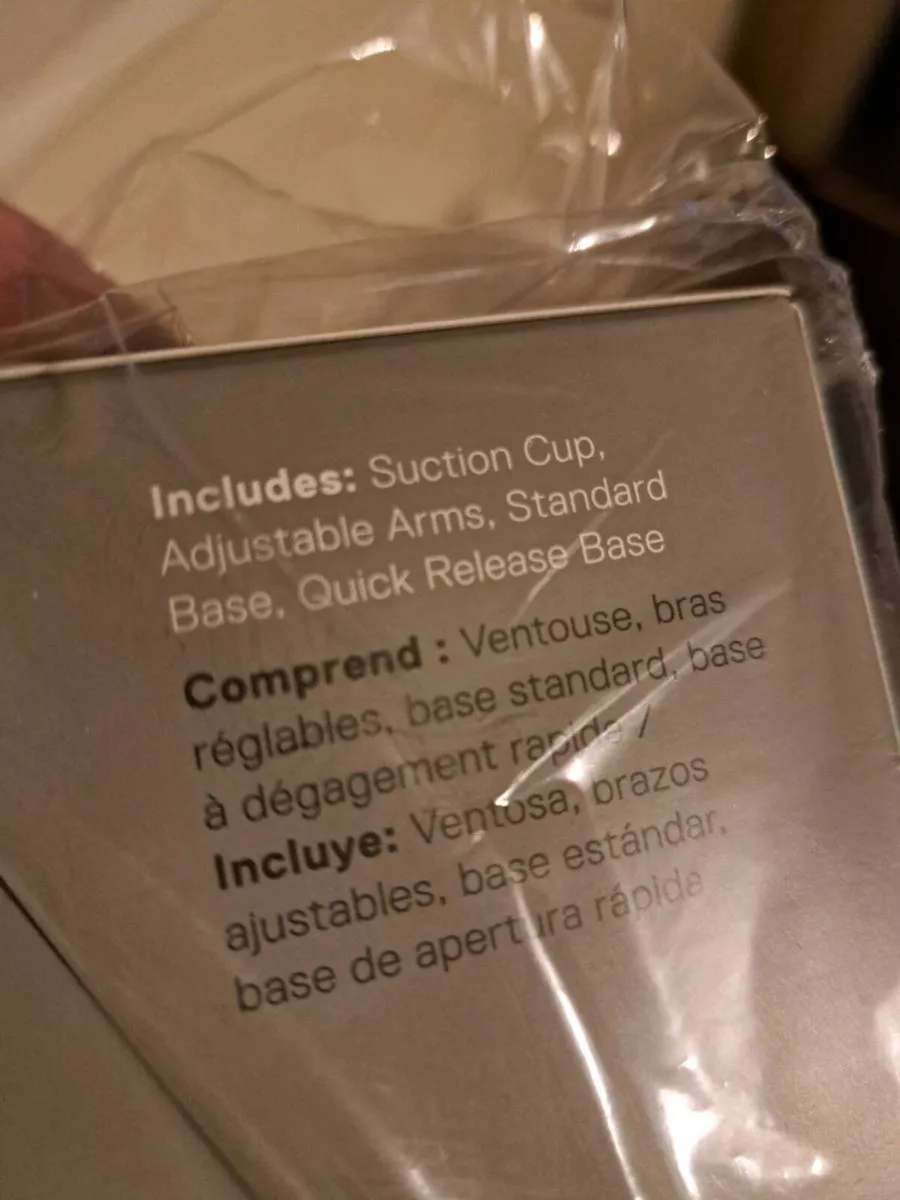 Includes: Suction Cup,
Adjustable Arms, Standard
Base, Quick Release Base
Comprend : Ventouse, bras
réglables, base standard, base
à dégagement rapide /
Incluye: Ventosa, brazos
ajustables, base estándar,
base de apertura rápida